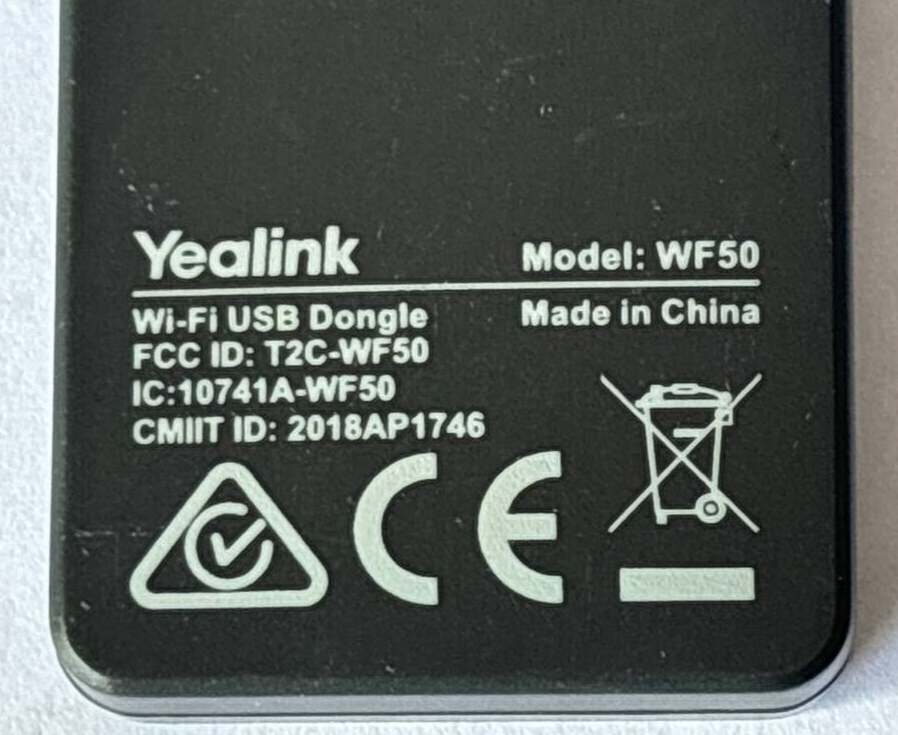 Yealink
Model: WF50
Wi-Fi USB Dongle
Made in China
FCC ID: T2C-WF50
IC:10741A-WF50
CMIIT ID: 2018AP1746
CE